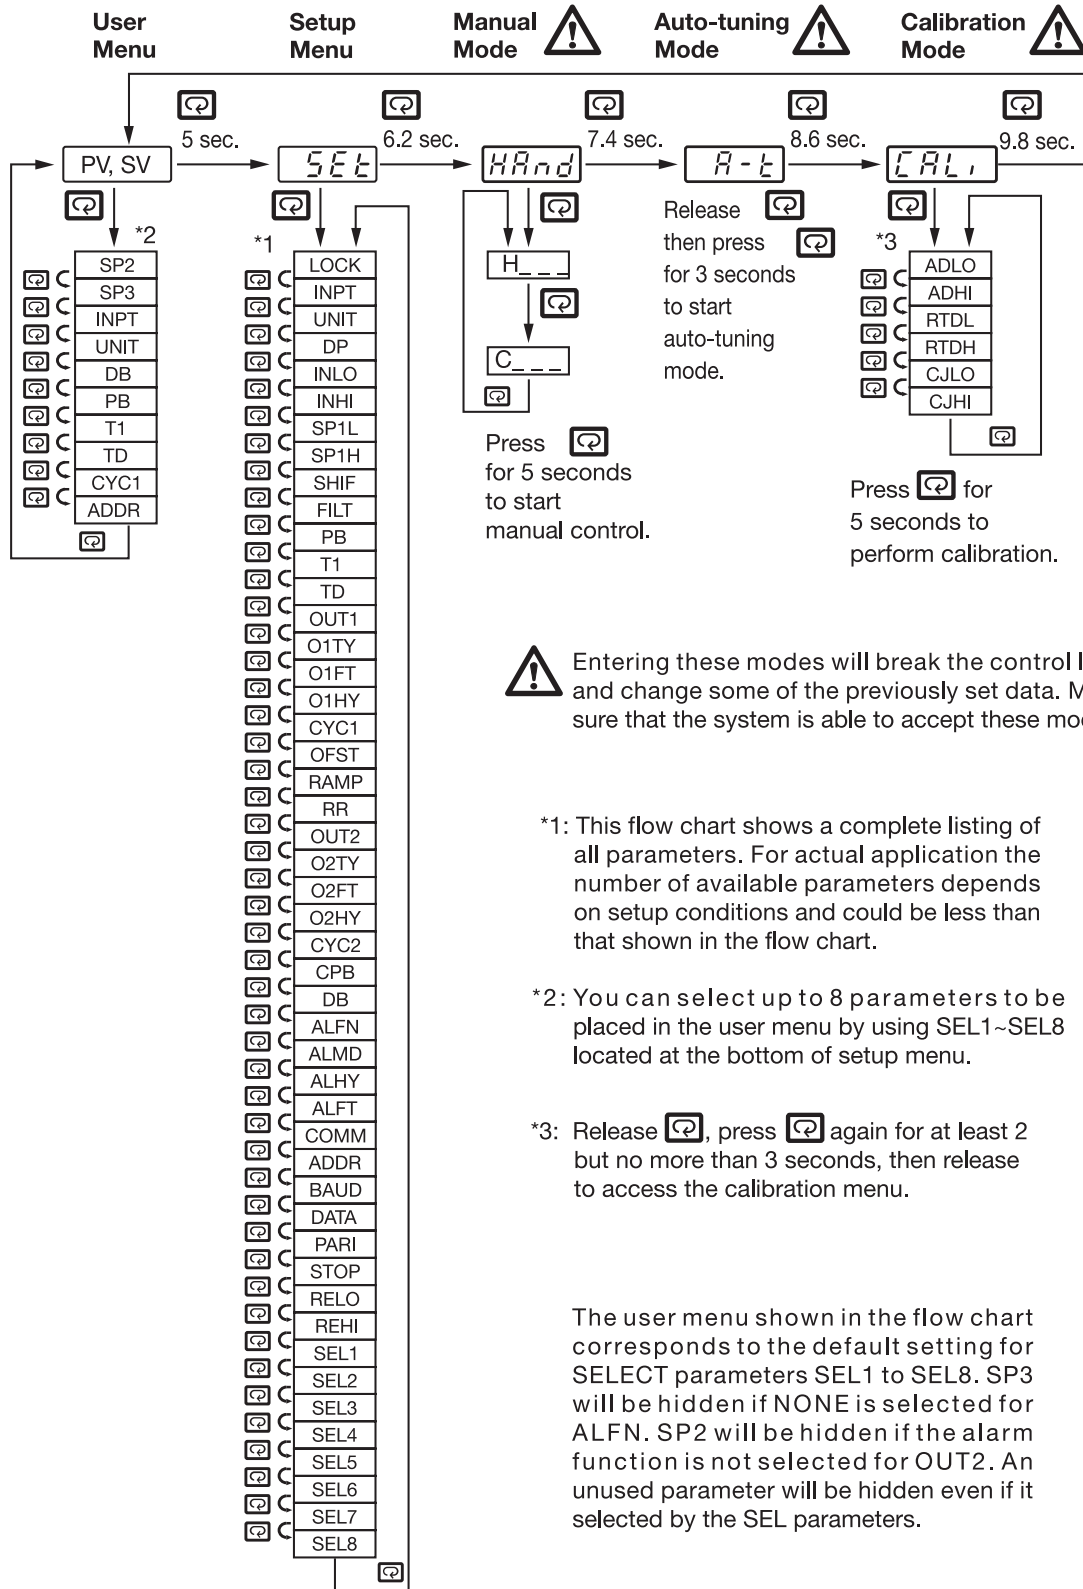 User Menu
Setup Menu
Manual Mode
Auto-tuning Mode
Calibration Mode
5 sec.
6.2 sec.
7.4 sec.
8.6 sec.
9.8 sec.
PV, SV
SEt
HAnd
A-t
CALi
*2
SP2
SP3
INPT
UNIT
DB
PB
T1
TD
CYC1
ADDR
*1
LOCK
INPT
UNIT
DP
INLO
INHI
SP1L
SP1H
SHIF
FILT
PB
T1
TD
OUT1
O1TY
O1FT
O1HY
CYC1
OFST
RAMP
RR
OUT2
O2TY
O2FT
O2HY
CYC2
CPB
DB
ALFN
ALMD
ALHY
ALFT
COMM
ADDR
BAUD
DATA
PARI
STOP
RELO
REHI
SEL1
SEL2
SEL3
SEL4
SEL5
SEL6
SEL7
SEL8
H_ _ _
C_ _ _
Press
for 5 seconds
to start
manual control.
Release
then press
for 3 seconds
to start
auto-tuning
mode.
*3
ADLO
ADHI
RTDL
RTDH
CJLO
CJHI
Press for
5 seconds to
perform calibration.
Entering these modes will break the control
and change some of the previously set data.
sure that the system is able to accept these
*1: This flow chart shows a complete listing of
all parameters. For actual application the
number of available parameters depends
on setup conditions and could be less than
that shown in the flow chart.
*2: You can select up to 8 parameters to be
placed in the user menu by using SEL1~SEL8
located at the bottom of setup menu.
*3: Release , press again for at least 2
but no more than 3 seconds, then release
to access the calibration menu.
The user menu shown in the flow chart
corresponds to the default setting for
SELECT parameters SEL1 to SEL8. SP3
will be hidden if NONE is selected for
ALFN. SP2 will be hidden if the alarm
function is not selected for OUT2. An
unused parameter will be hidden even if it
selected by the SEL parameters.